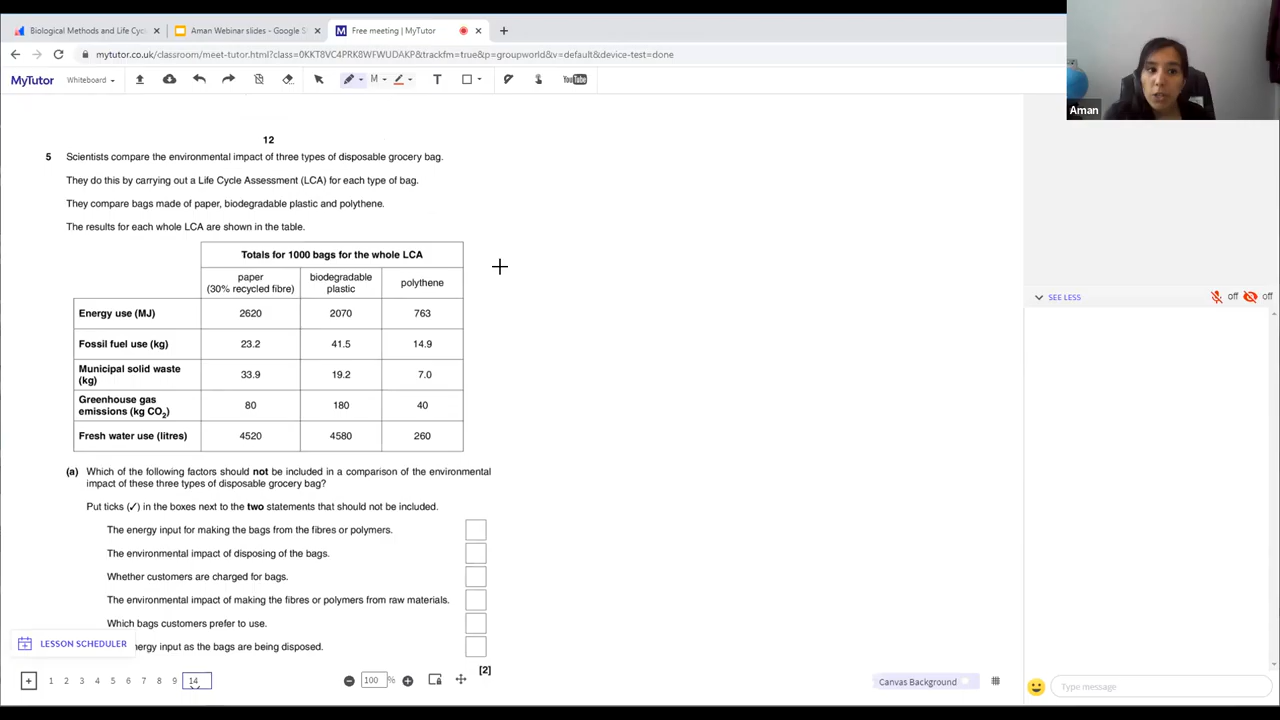 Biological Methods and Life Cyc
Aman Webinar slides - Google S
Free meeting | MyTutor
mytutor.co.uk/classroom/meet-tutor.html?class=0KKT8VC4PRK8WFWUDAKP&trackfm=true&p=groupworld&v=default&device-test=done
MyTutor
Whiteboard
M
T
YouTube
Aman
12
5 Scientists compare the environmental impact of three types of disposable grocery bag.
They do this by carrying out a Life Cycle Assessment (LCA) for each type of bag.
They compare bags made of paper, biodegradable plastic and polythene.
The results for each whole LCA are shown in the table.
Totals for 1000 bags for the whole LCA
paper (30% recycled fibre) biodegradable plastic polythene
Energy use (MJ) 2620 2070 763
Fossil fuel use (kg) 23.2 41.5 14.9
Municipal solid waste (kg) 33.9 19.2 7.0
Greenhouse gas emissions (kg CO2) 80 180 40
Fresh water use (litres) 4520 4580 260
(a) Which of the following factors should not be included in a comparison of the environmental
impact of these three types of disposable grocery bag?
Put ticks (✓) in the boxes next to the two statements that should not be included.
The energy input for making the bags from the fibres or polymers.
The environmental impact of disposing of the bags.
Whether customers are charged for bags.
The environmental impact of making the fibres or polymers from raw materials.
Which bags customers prefer to use.
nergy input as the bags are being disposed.
[2]
LESSON SCHEDULER
1 2 3 4 5 6 7 8 9 14
100 %
Canvas Background
SEE LESS
off off
Type message